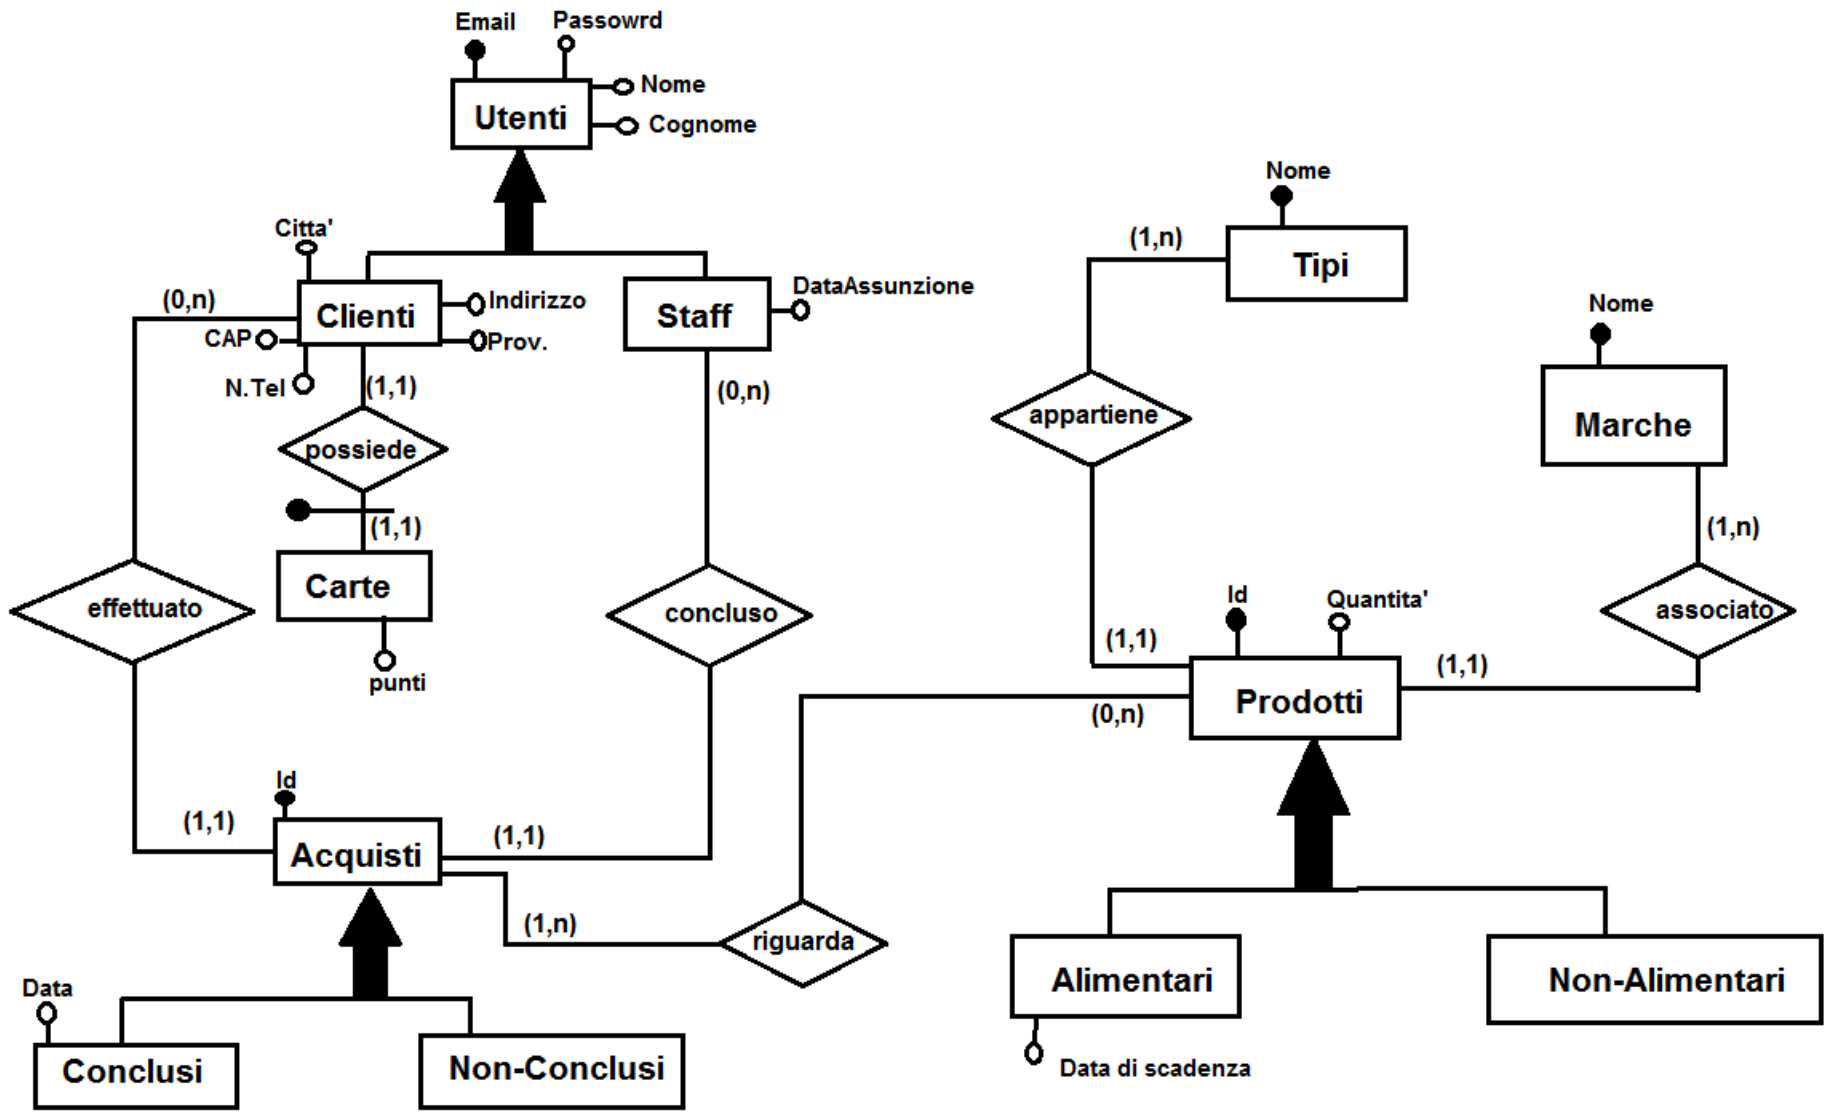 Email
Passowrd
Utenti
Nome
Cognome
Citta'
(0,n)
Clienti
Indirizzo
CAP
Prov.
N.Tel
(1,1)
Staff
DataAssunzione
(0,n)
possiede
(1,1)
Carte
punti
effettuato
concluso
Id
(1,1)
Acquisti
(1,1)
(1,n)
riguarda
Data
Conclusi
Non-Conclusi
Nome
(1,n)
Tipi
appartiene
Nome
Marche
(1,n)
associato
Id
Quantita'
(1,1)
(1,1)
Prodotti
(0,n)
Alimentari
Non-Alimentari
Data di scadenza